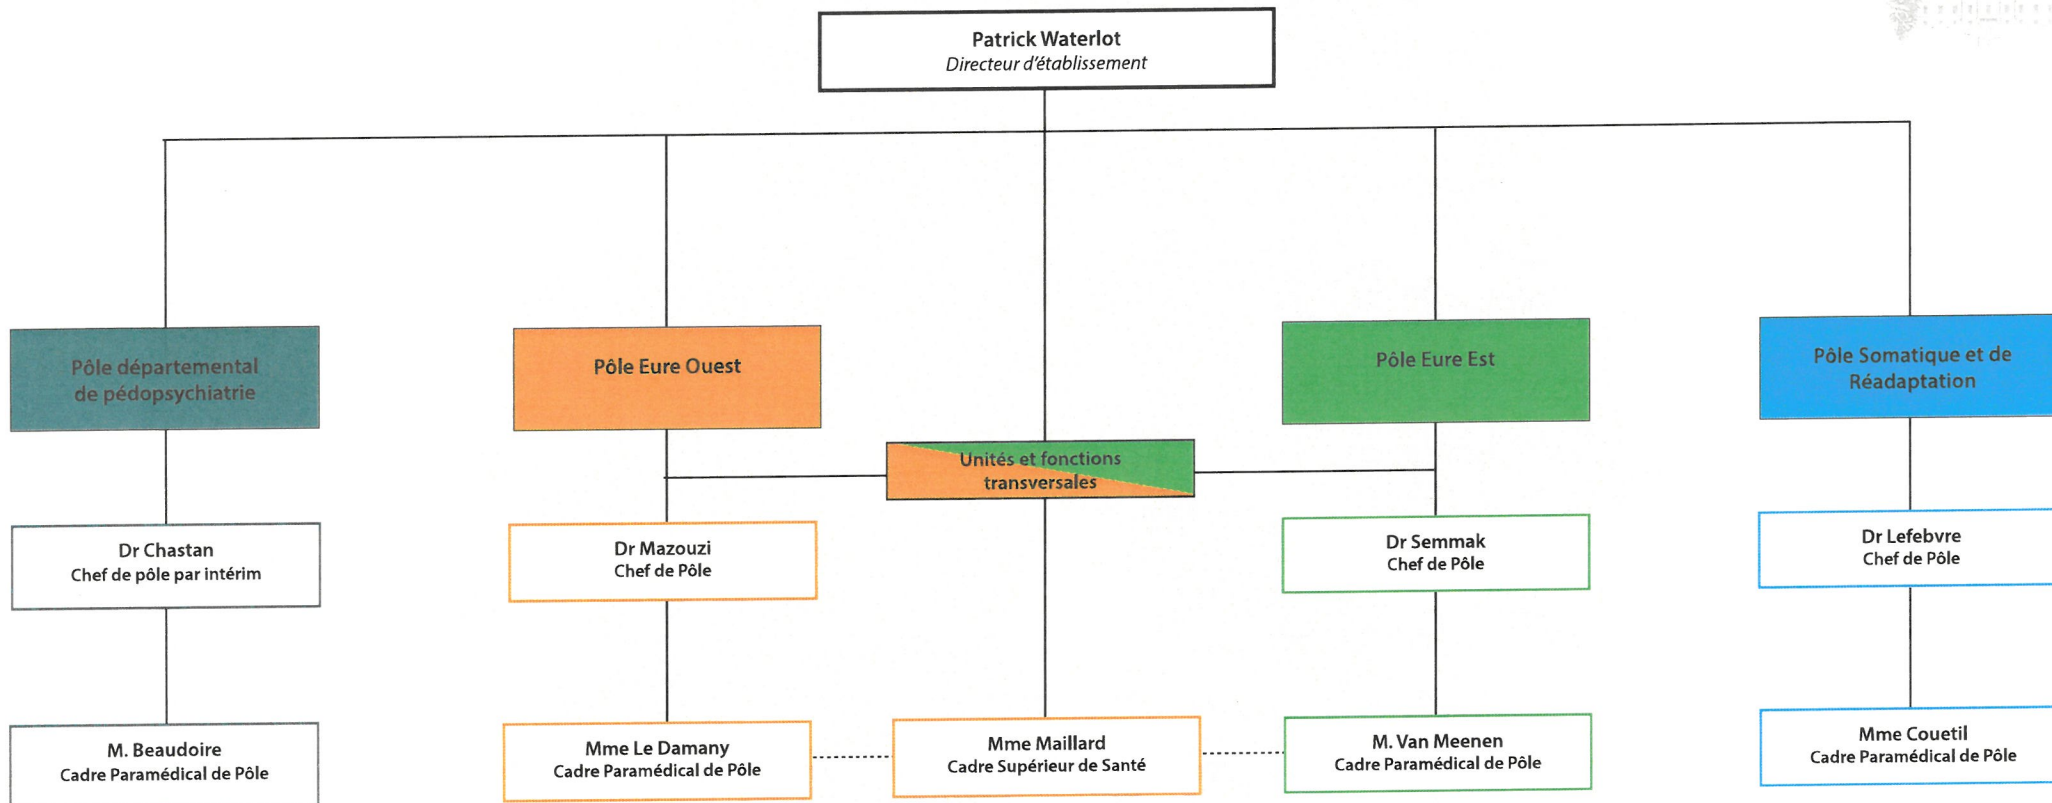 Patrick Waterlot
Directeur d'établissement
Pôle départemental
de pédopsychiatrie
Pôle Eure Ouest
Pôle Eure Est
Pôle Somatique et de
Réadaptation
Unités et fonctions
transversales
Dr Chastan
Chef de pôle par intérim
Dr Mazouzi
Chef de Pôle
Dr Semmak
Chef de Pôle
Dr Lefebvre
Chef de Pôle
M. Beaudoire
Cadre Paramédical de Pôle
Mme Le Damany
Cadre Paramédical de Pôle
Mme Maillard
Cadre Supérieur de Santé
M. Van Meenen
Cadre Paramédical de Pôle
Mme Couetil
Cadre Paramédical de Pôle